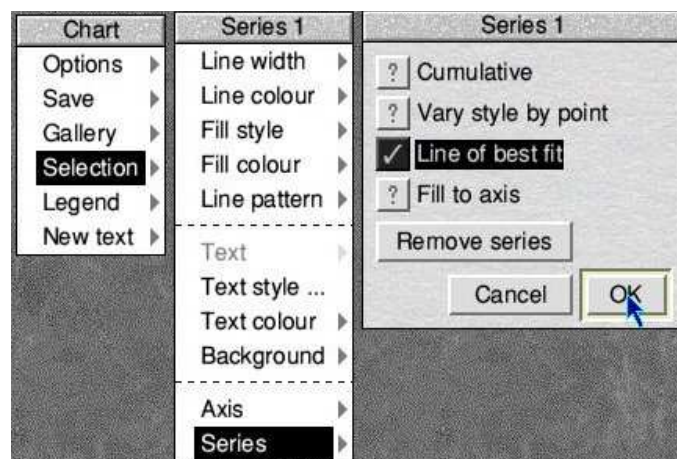 Chart
Options
Save
Gallery
Selection
Legend
New text
Series 1
Line width
Line colour
Fill style
Fill colour
Line pattern
Text
Text style ...
Text colour
Background
Axis
Series
Series 1
? Cumulative
? Vary style by point
✓ Line of best fit
? Fill to axis
Remove series
Cancel OK